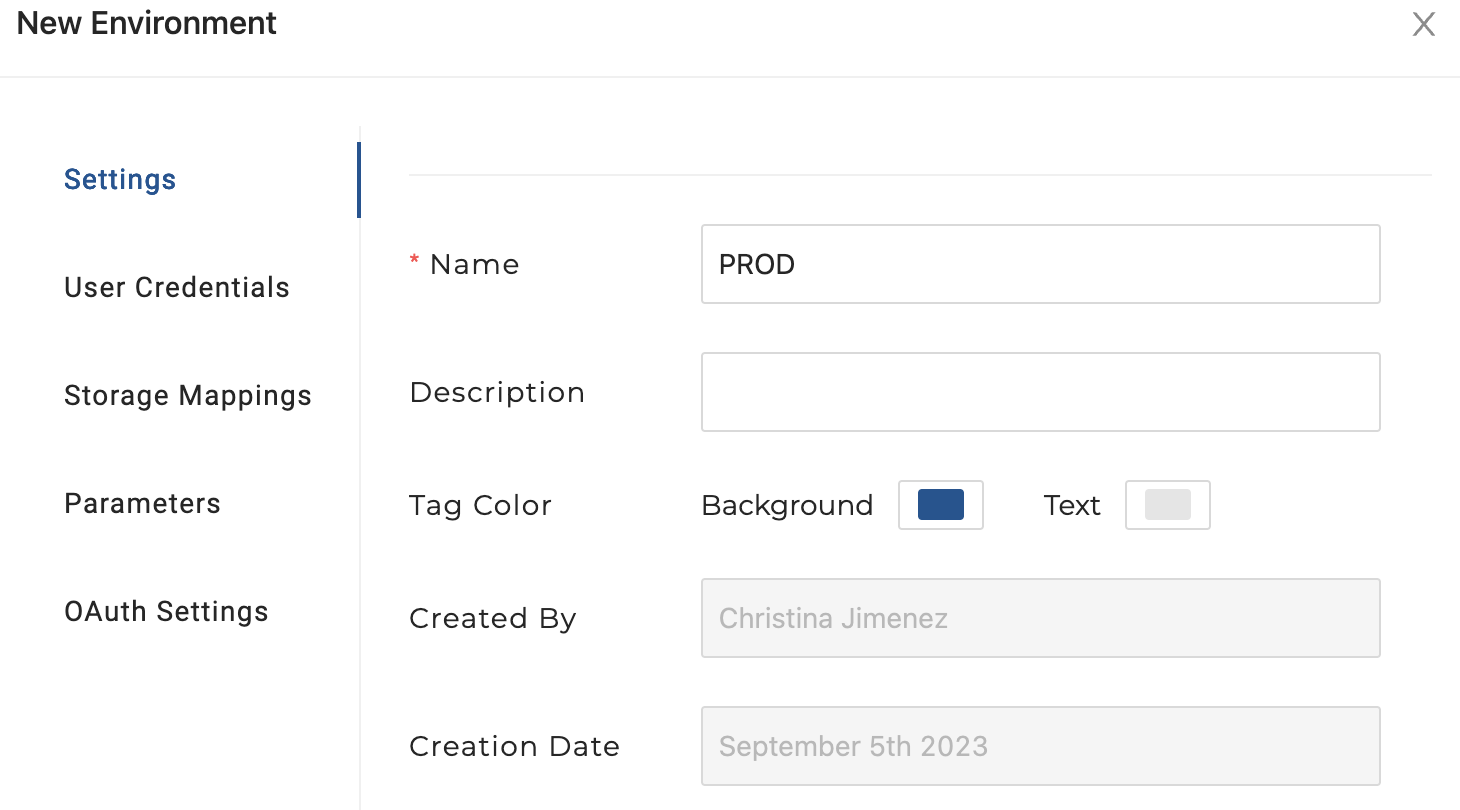 New Environment
Settings
User Credentials
Storage Mappings
Parameters
OAuth Settings
* Name
PROD
Description
Tag Color
Background
Text
Created By
Christina Jimenez
Creation Date
September 5th 2023